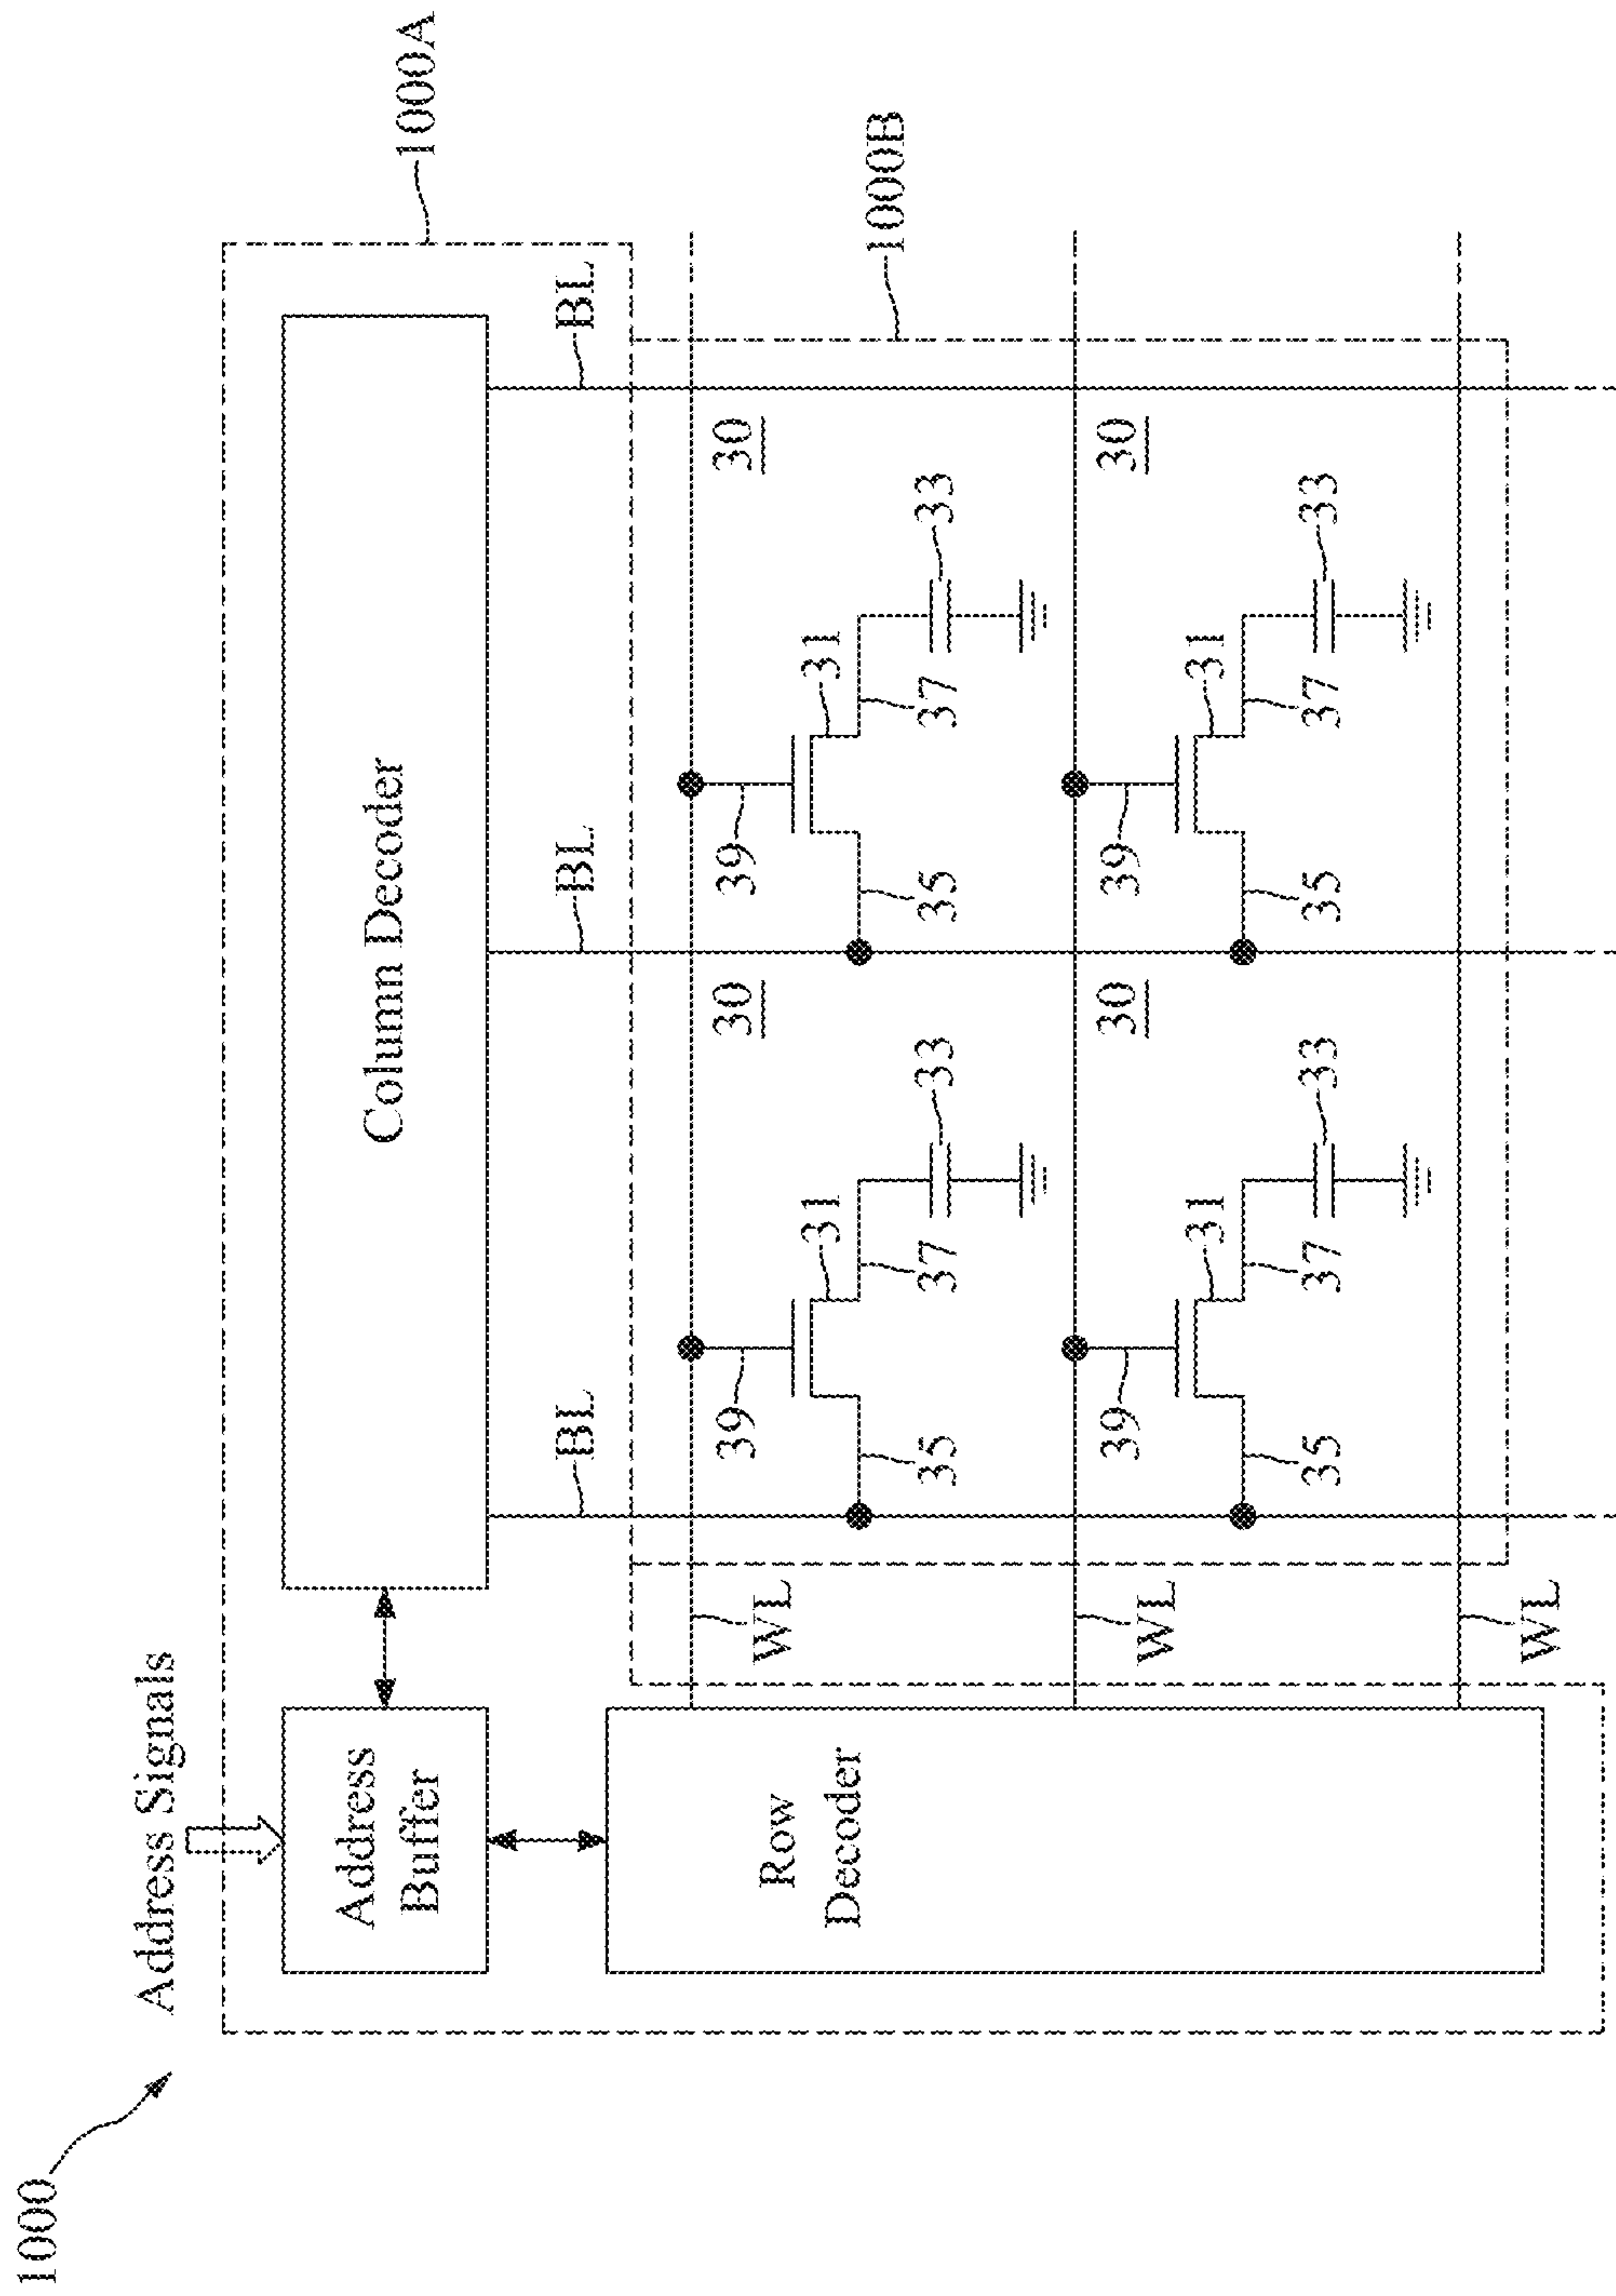 1000
Address Signals
Address
Buffer
Column Decoder
1000A
BL
BL
BL
39
30
39
30
WL
Row
Decoder
31
31
1000B
35
37
33
35
37
33
39
30
39
30
WL
31
31
35
37
33
35
37
33
WL